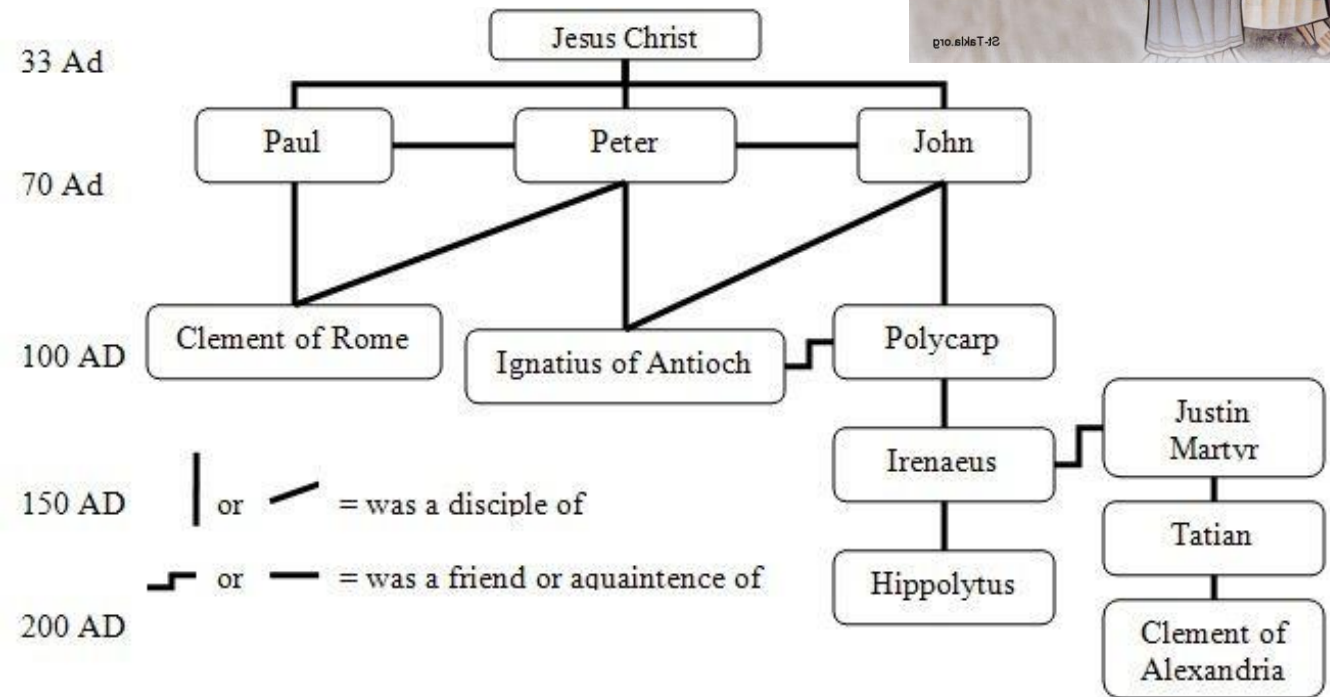 St-Takla.org
Jesus Christ
33 Ad
Paul
Peter
John
70 Ad
Clement of Rome
Ignatius of Antioch
Polycarp
100 AD
Justin
Martyr
Irenaeus
150 AD
or
= was a disciple of
Tatian
or
= was a friend or aquaintence of
Hippolytus
200 AD
Clement of
Alexandria